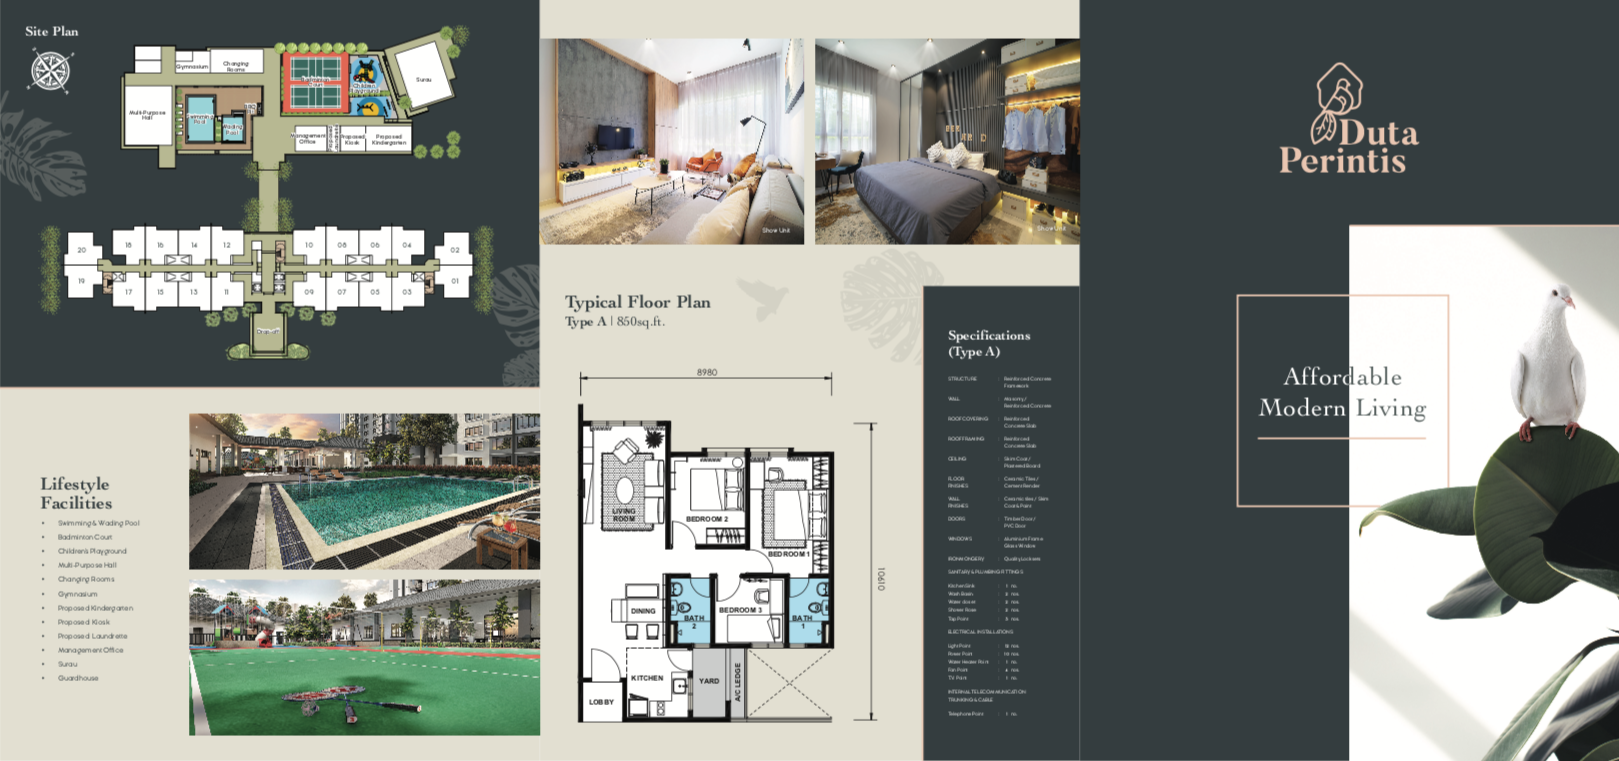 Site Plan
Gymnasium
Changing
Rooms
Badminton
Court
Children's
Playground
Surau
Multi-Purpose
Hall
Swimming
Pool
Wading
Pool
BBQ
Management
Office
Proposed
Laundrette
Proposed
Kiosk
Proposed
Kindergarten
20
18
16
14
12
10
08
06
04
02
19
17
15
13
11
09
07
05
03
01
Drop-off
Lifestyle
Facilities
• Swimming & Wading Pool
• Badminton Court
• Children's Playground
• Multi-Purpose Hall
• Changing Rooms
• Gymnasium
• Proposed Kindergarten
• Proposed Kiosk
• Proposed Laundrette
• Management Office
• Surau
• Guardhouse
Show Unit
Show Unit
Typical Floor Plan
Type A | 850sq.ft.
8980
10610
LIVING
ROOM
BEDROOM 2
BEDROOM 1
DINING
BATH
2
BEDROOM 3
BATH
1
KITCHEN
YARD
A/C LEDGE
LOBBY
Specifications
(Type A)
STRUCTURE : Reinforced Concrete
Framework
WALL : Masonry /
Reinforced Concrete
ROOF COVERING : Reinforced
Concrete Slab
ROOF FRAMING : Reinforced
Concrete Slab
CEILING : Skim Coat /
Plastered Board
FLOOR : Ceramic Tiles /
FINISHES Cement Render
WALL : Ceramic tiles / Skim
FINISHES Coat & Paint
DOORS : Timber Door /
PVC Door
WINDOWS : Aluminium Frame
Glass Window
IRONMONGERY : Quality Locksets
SANITARY & PLUMBING FITTINGS
Kitchen Sink : 1 no.
Wash Basin : 2 nos.
Water closet : 2 nos.
Shower Rose : 2 nos.
Tap Point
ELECTRICAL INSTALLATIONS
Light Point
Power Point
Water Heater Point : 1 no.
Fan Point : 4 nos.
TV Point : 1 no.
INTERNAL TELECOMMUNICATION
TRUNKING & CABLE
Telephone Point : 1 no.
Duta
Perintis
Affordable
Modern Living